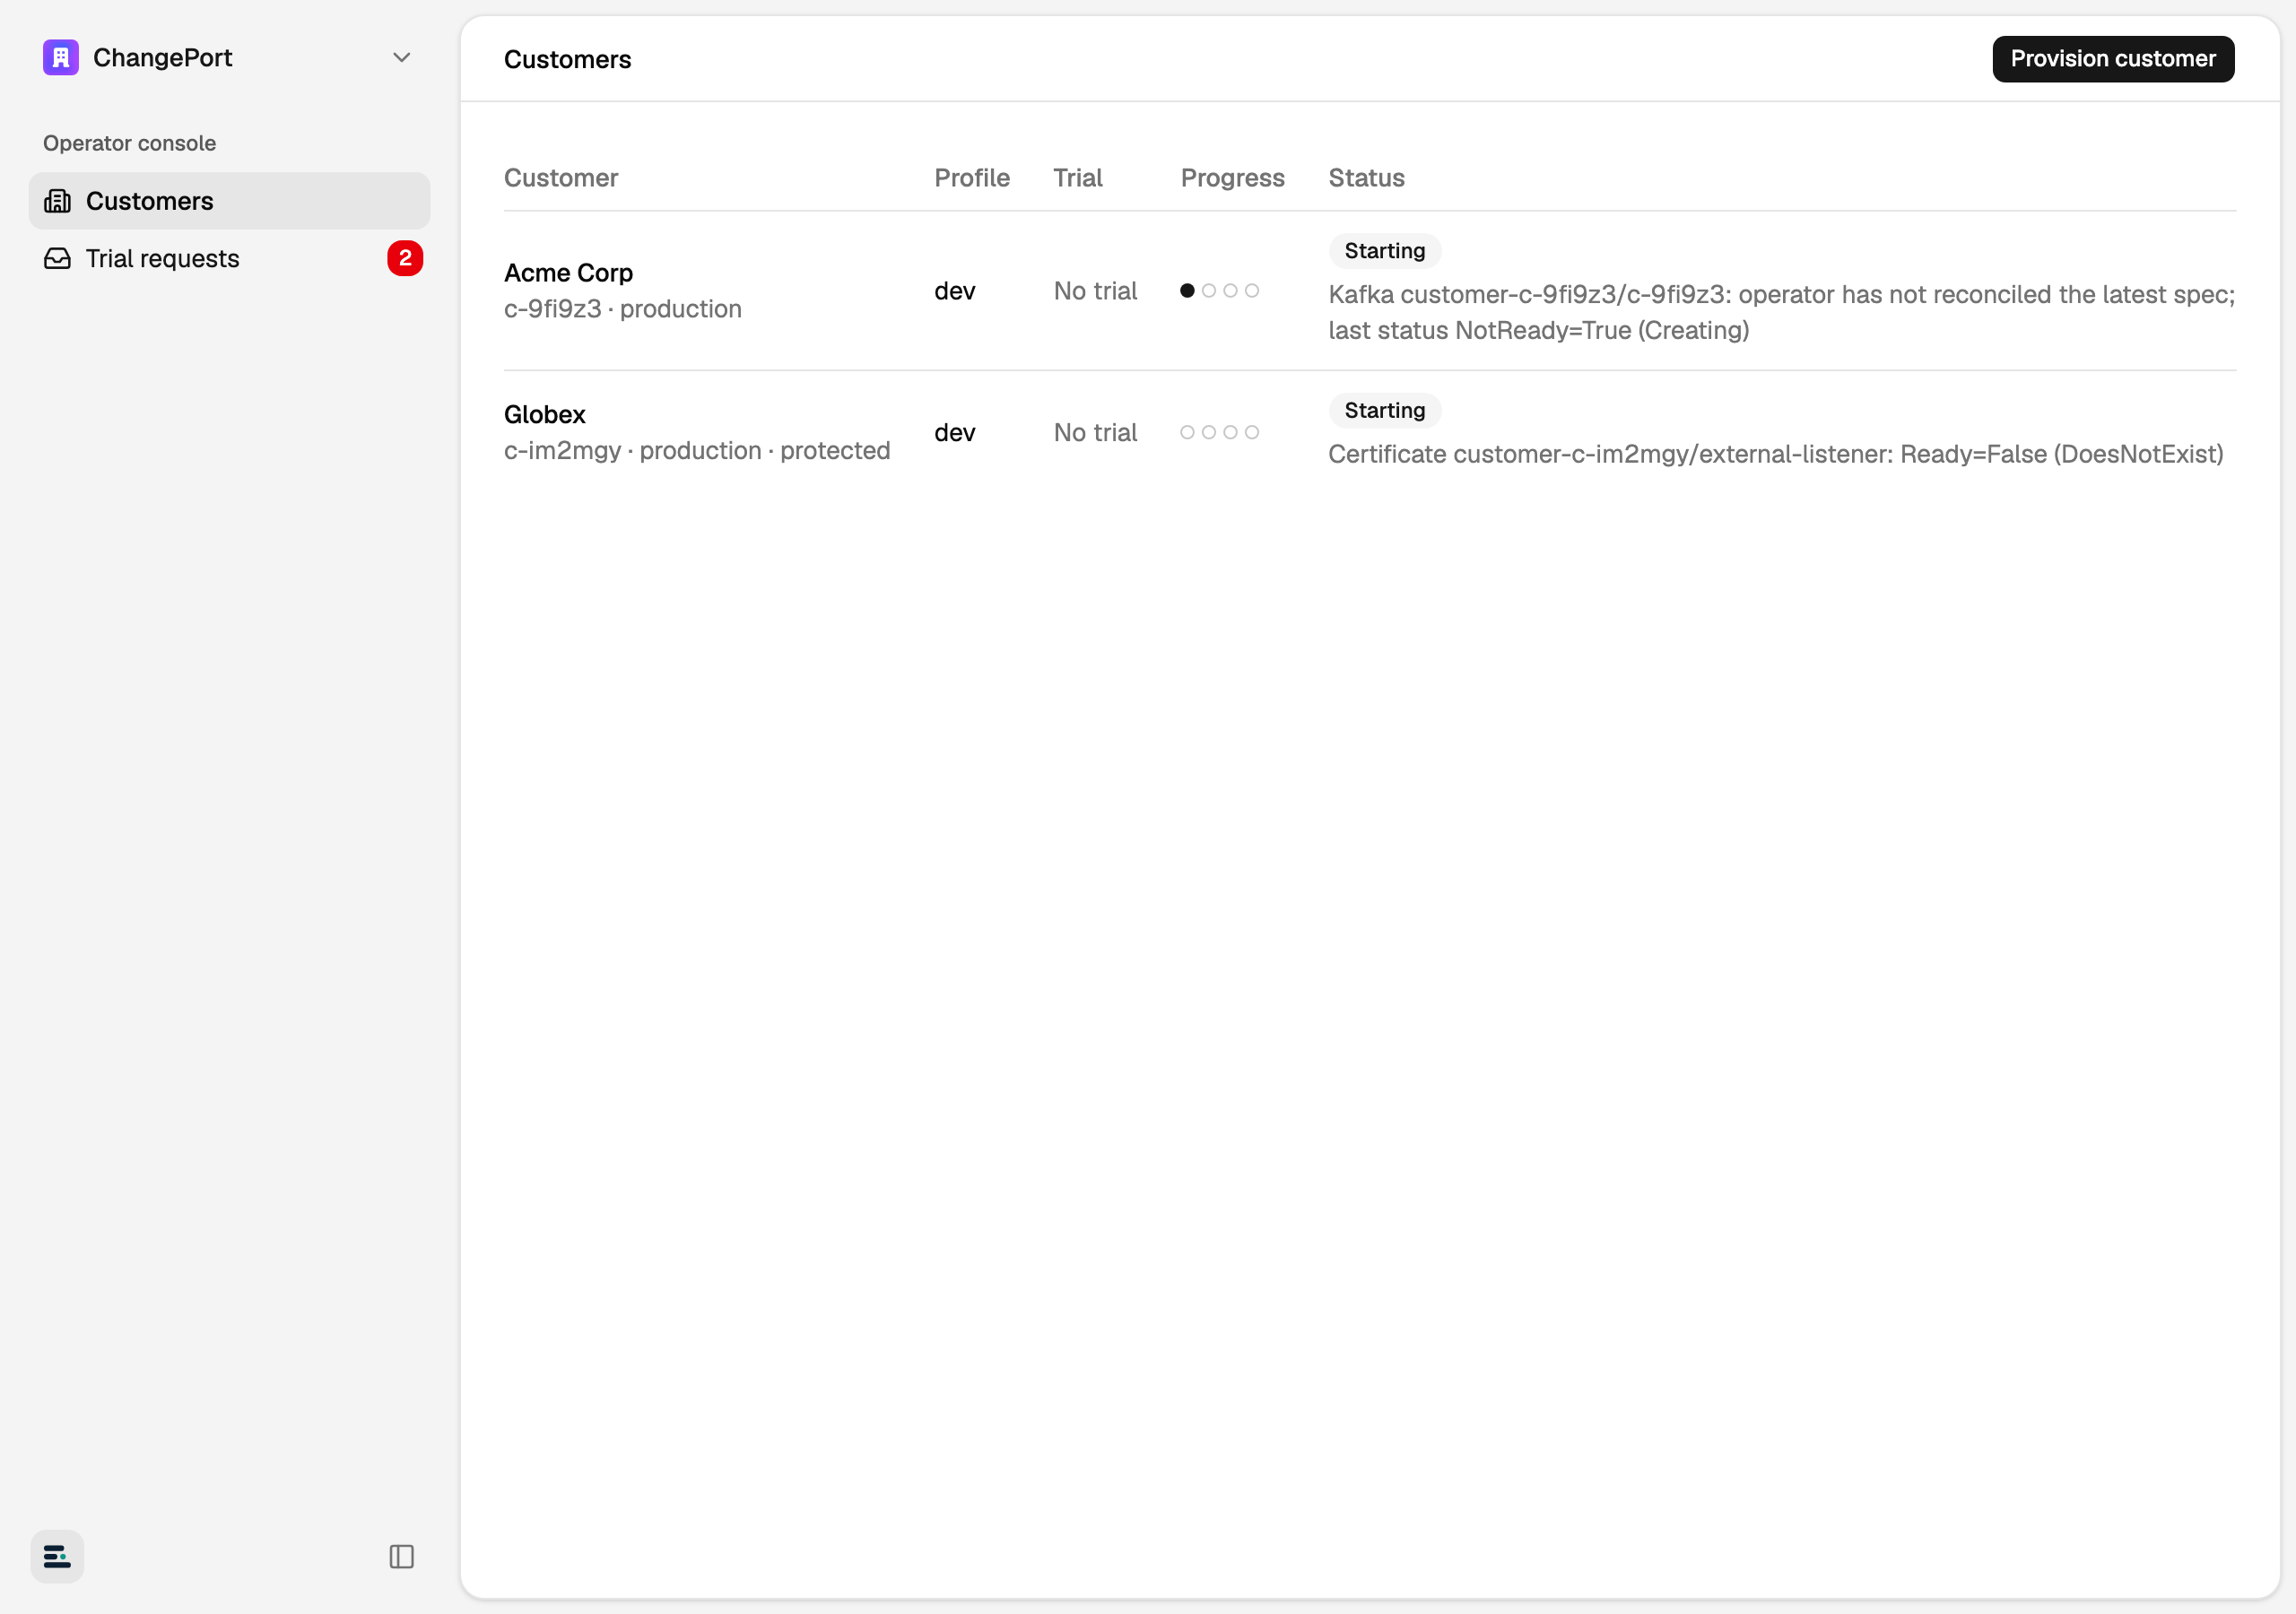 ChangePort
Operator console
Customers
Trial requests
2
Customers
Provision customer
Customer
Profile
Trial
Progress
Status
Acme Corp
c-9fi9z3 · production
dev
No trial
Starting
Kafka customer-c-9fi9z3/c-9fi9z3: operator has not reconciled the latest spec;
last status NotReady=True (Creating)
Globex
c-im2mgy · production · protected
dev
No trial
Starting
Certificate customer-c-im2mgy/external-listener: Ready=False (DoesNotExist)